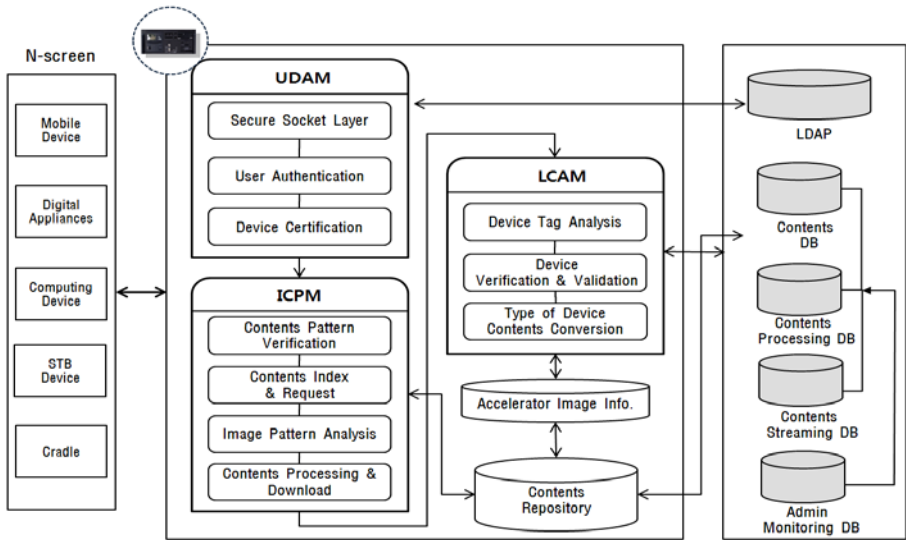 N-screen
Mobile
Device
Digital
Appliances
Computing
Device
STB
Device
Cradle
UDAM
Secure Socket Layer
User Authentication
Device Certification
ICPM
Contents Pattern
Verification
Contents Index
& Request
Image Pattern Analysis
Contents Processing &
Download
LCAM
Device Tag Analysis
Device
Verification & Validation
Type of Device
Contents Conversion
Accelerator Image Info.
Contents
Repository
LDAP
Contents
DB
Contents
Processing DB
Contents
Streaming DB
Admin
Monitoring DB